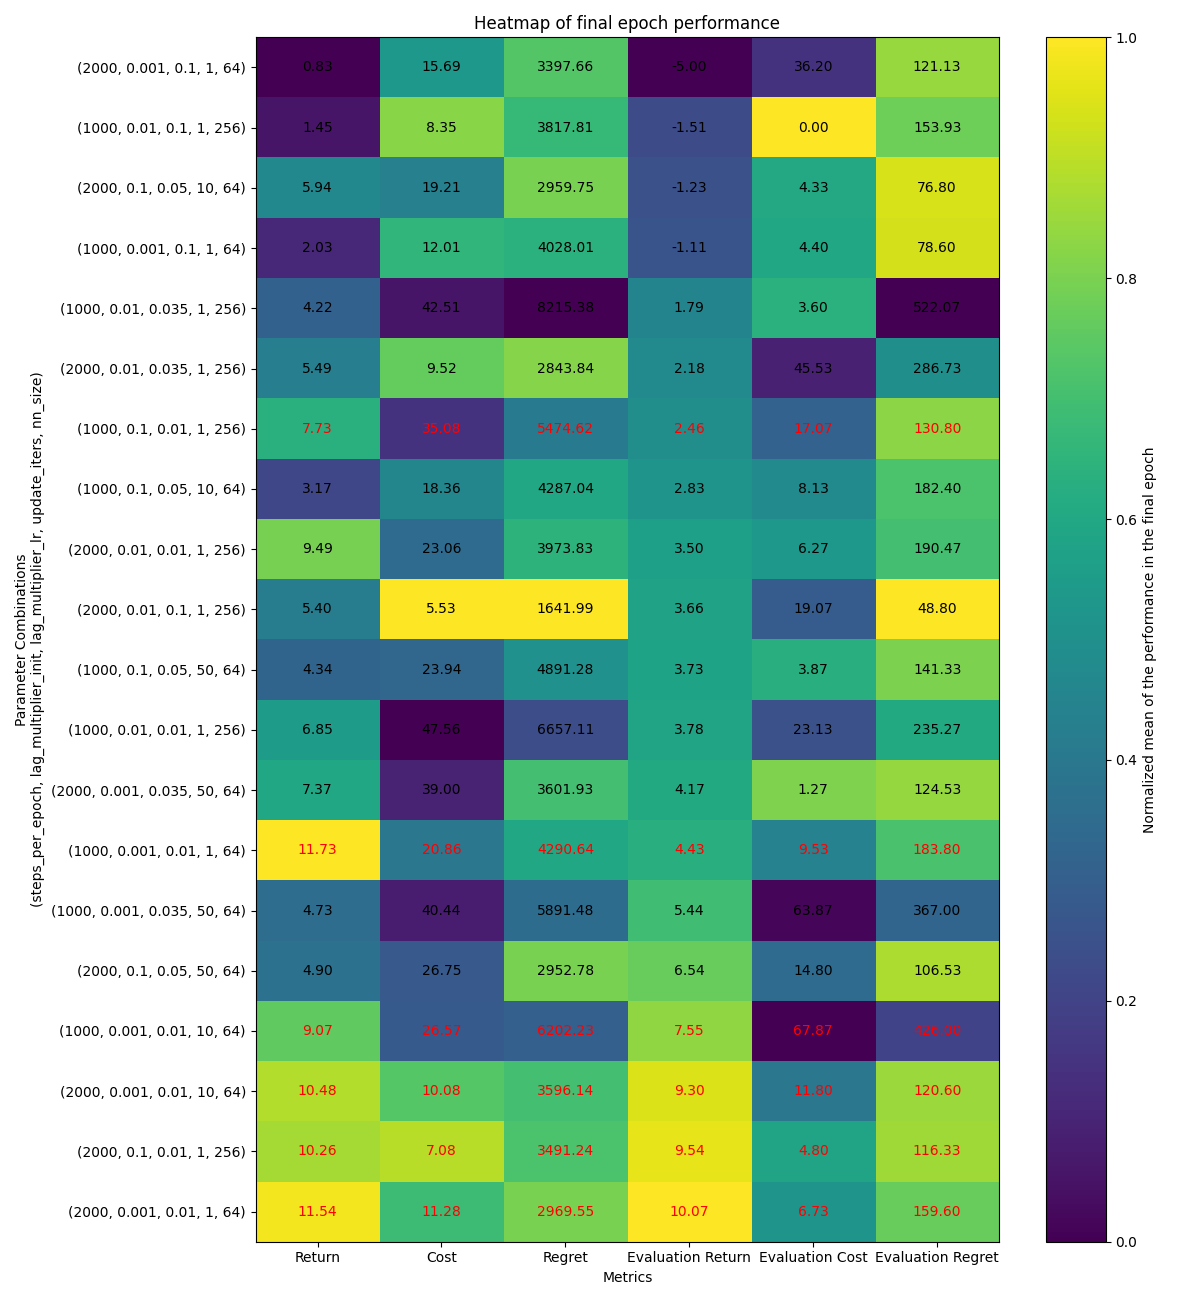 Heatmap of final epoch performance
(2000, 0.001, 0.1, 1, 64) 0.83 15.69 3397.66 -5.00 36.20 121.13
(1000, 0.01, 0.1, 1, 256) 1.45 8.35 3817.81 -1.51 0.00 153.93
(2000, 0.1, 0.05, 10, 64) 5.94 19.21 2959.75 -1.23 4.33 76.80
(1000, 0.001, 0.1, 1, 64) 2.03 12.01 4028.01 -1.11 4.40 78.60
(1000, 0.01, 0.035, 1, 256) 4.22 42.51 8215.38 1.79 3.60 522.07
(2000, 0.01, 0.035, 1, 256) 5.49 9.52 2843.84 2.18 45.53 286.73
(1000, 0.1, 0.01, 1, 256) 7.73 35.08 5474.62 2.46 17.07 130.80
(1000, 0.1, 0.05, 10, 64) 3.17 18.36 4287.04 2.83 8.13 182.40
(2000, 0.01, 0.01, 1, 256) 9.49 23.06 3973.83 3.50 6.27 190.47
(2000, 0.01, 0.1, 1, 256) 5.40 5.53 1641.99 3.66 19.07 48.80
(1000, 0.1, 0.05, 50, 64) 4.34 23.94 4891.28 3.73 3.87 141.33
(1000, 0.01, 0.01, 1, 256) 6.85 47.56 6657.11 3.78 23.13 235.27
(2000, 0.001, 0.035, 50, 64) 7.37 39.00 3601.93 4.17 1.27 124.53
(1000, 0.001, 0.01, 1, 64) 11.73 20.86 4290.64 4.43 9.53 183.80
(1000, 0.001, 0.035, 50, 64) 4.73 40.44 5891.48 5.44 63.87 367.00
(2000, 0.1, 0.05, 50, 64) 4.90 26.75 2952.78 6.54 14.80 106.53
(1000, 0.001, 0.01, 10, 64) 9.07 26.57 6202.23 7.55 67.87
(2000, 0.001, 0.01, 10, 64) 10.48 10.08 3596.14 9.30 11.80 120.60
(2000, 0.1, 0.01, 1, 256) 10.26 7.08 3491.24 9.54 4.80 116.33
(2000, 0.001, 0.01, 1, 64) 11.54 11.28 2969.55 10.07 6.73 159.60
Return Cost Regret Evaluation Return Evaluation Cost Evaluation Regret
Metrics
Parameter Combinations
(steps_per_epoch, lag_multiplier_init, lag_multiplier_lr, update_iters, nn_size)
1.0
0.8
0.6
0.4
0.2
0.0
Normalized mean of the performance in the final epoch